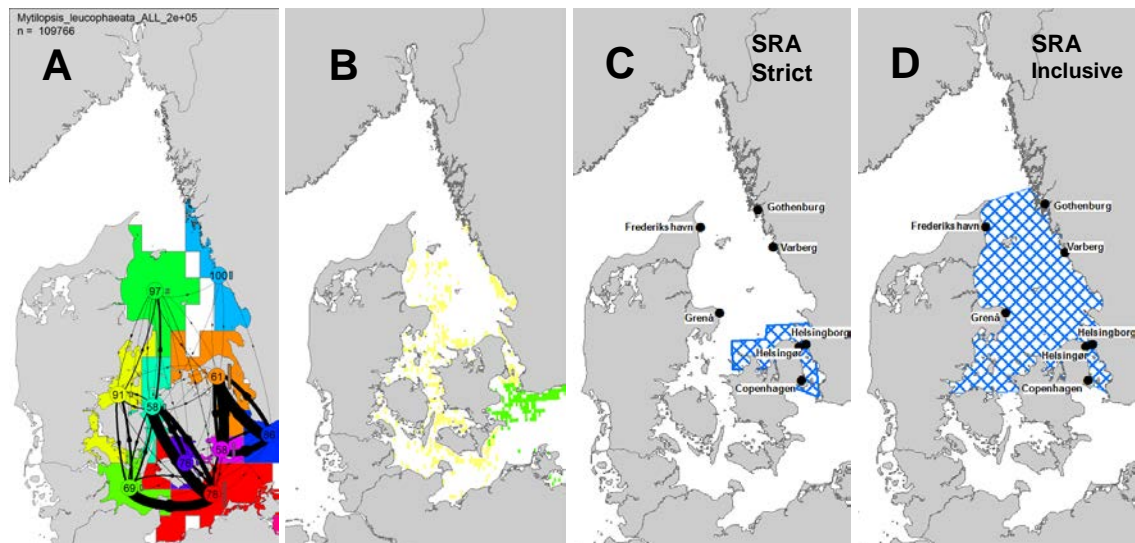 Mytilopsis_leucophaeata_ALL_2e+05
n = 109766
A
100
97
61
91
58
58
69
78
B
C
SRA
Strict
Gothenburg
Frederikshavn
Varberg
Grenå
Helsingborg
Helsingør
Copenhagen
D
SRA
Inclusive
Gothenburg
Frederikshavn
Varberg
Grenå
Helsingborg
Helsingør
Copenhagen